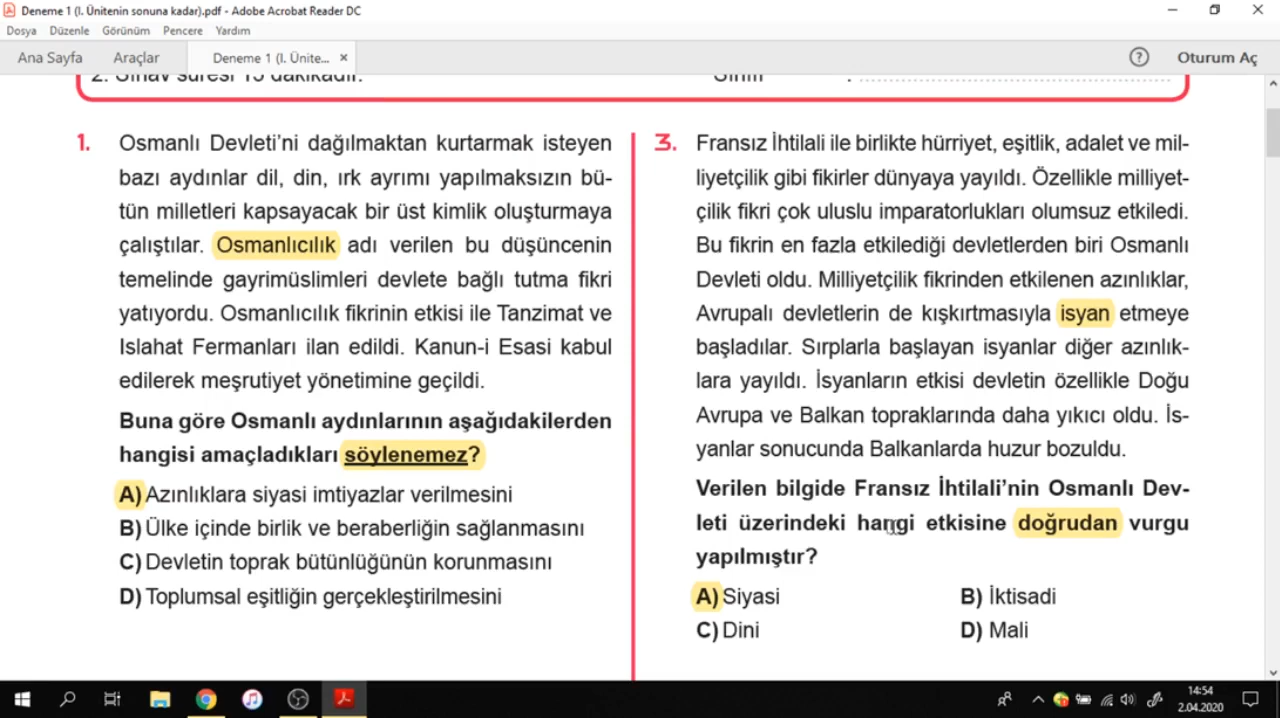 Deneme 1 (I. Ünitenin sonuna kadar).pdf - Adobe Acrobat Reader DC
Dosya Düzenle Görünüm Pencere Yardım
Ana Sayfa Araçlar Deneme 1 (I. Ünite... × ? Oturum Aç
2. Sınav süresi 15 dakikadır.
Sınıfı : ........................................................
1. Osmanlı Devleti’ni dağılmaktan kurtarmak isteyen
bazı aydınlar dil, din, ırk ayrımı yapılmaksızın bü-
tün milletleri kapsayacak bir üst kimlik oluşturmaya
çalıştılar. Osmanlıcılık adı verilen bu düşüncenin
temelinde gayrimüslimleri devlete bağlı tutma fikri
yatıyordu. Osmanlıcılık fikrinin etkisi ile Tanzimat ve
Islahat Fermanları ilan edildi. Kanun-i Esasi kabul
edilerek meşrutiyet yönetimine geçildi.
Buna göre Osmanlı aydınlarının aşağıdakilerden
hangisi amaçladıkları söylenemez?
A) Azınlıklara siyasi imtiyazlar verilmesini
B) Ülke içinde birlik ve beraberliğin sağlanmasını
C) Devletin toprak bütünlüğünün korunmasını
D) Toplumsal eşitliğin gerçekleştirilmesini
3. Fransız İhtilali ile birlikte hürriyet, eşitlik, adalet ve mil-
liyetçilik gibi fikirler dünyaya yayıldı. Özellikle milliyet-
çilik fikri çok uluslu imparatorlukları olumsuz etkiledi.
Bu fikrin en fazla etkilediği devletlerden biri Osmanlı
Devleti oldu. Milliyetçilik fikrinden etkilenen azınlıklar,
Avrupalı devletlerin de kışkırtmasıyla isyan etmeye
başladılar. Sırplarla başlayan isyanlar diğer azınlık-
lara yayıldı. İsyanların etkisi devletin özellikle Doğu
Avrupa ve Balkan topraklarında daha yıkıcı oldu. İs-
yanlar sonucunda Balkanlarda huzur bozuldu.
Verilen bilgide Fransız İhtilali’nin Osmanlı Dev-
leti üzerindeki hangi etkisine doğrudan vurgu
yapılmıştır?
A) Siyasi B) İktisadi
C) Dini D) Mali
14:54
2.04.2020